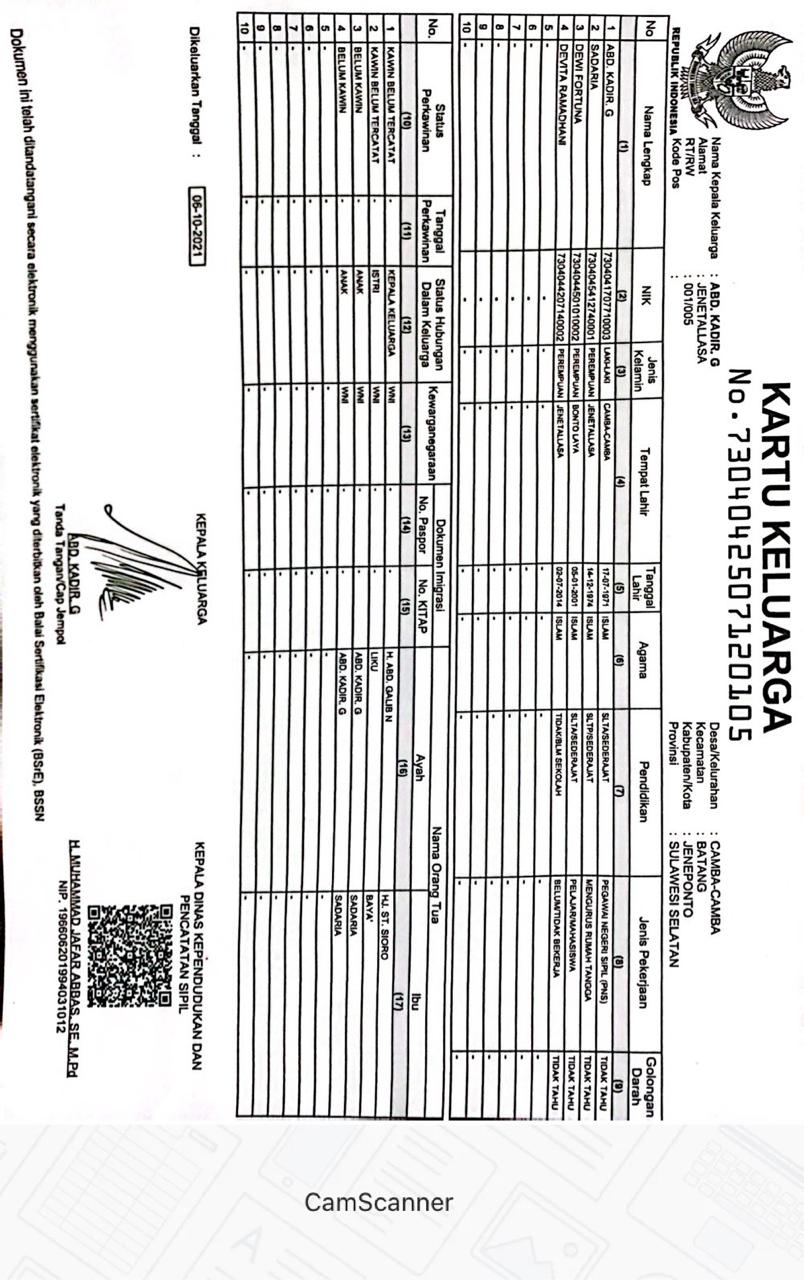 KARTU KELUARGA
No. 7304042507120105
REPUBLIK INDONESIA
Nama Kepala Keluarga : ABD. KADIR, G
Alamat : JENETALLASA
RT/RW : 001/005
Kode Pos :
Desa/Kelurahan : CAMBA-CAMBA
Kecamatan : BATANG
Kabupaten/Kota : JENEPONTO
Provinsi : SULAWESI SELATAN
No Nama Lengkap NIK Jenis Kelamin Tempat Lahir Tanggal Lahir Agama Pendidikan Jenis Pekerjaan Golongan Darah
(1) (2) (3) (4) (5) (6) (7) (8) (9)
1 ABD. KADIR, G 7304041707710003 LAKI-LAKI CAMBA-CAMBA 17-07-1971 ISLAM SLTA/SEDERAJAT PEGAWAI NEGERI SIPIL (PNS) TIDAK TAHU
2 SADARIA 7304045412740001 PEREMPUAN JENETALLASA 14-12-1974 ISLAM SLTP/SEDERAJAT MENGURUS RUMAH TANGGA TIDAK TAHU
3 DEWI FORTUNA 7304044501010002 PEREMPUAN BONTO LAYA 05-01-2001 ISLAM SLTA/SEDERAJAT PELAJAR/MAHASISWA TIDAK TAHU
4 DEVITA RAMADHANI 7304044207140002 PEREMPUAN JENETALLASA 02-07-2014 ISLAM TIDAK/BLM SEKOLAH BELUM/TIDAK BEKERJA TIDAK TAHU
5 - - - - - - - - -
6 - - - - - - - - -
7 - - - - - - - - -
8 - - - - - - - - -
9 - - - - - - - - -
10 - - - - - - - - -
No. Status Perkawinan Tanggal Perkawinan Status Hubungan Dalam Keluarga Kewarganegaraan Dokumen Imigrasi Nama Orang Tua
No. Paspor No. KITAP Ayah Ibu
(10) (11) (12) (13) (14) (15) (16) (17)
1 KAWIN BELUM TERCATAT - KEPALA KELUARGA WNI - - H. ABD. GALIB N HJ. ST. SIORO
2 KAWIN BELUM TERCATAT - ISTRI WNI - - LIKU BAYA'
3 BELUM KAWIN - ANAK WNI - - ABD. KADIR, G SADARIA
4 BELUM KAWIN - ANAK WNI - - ABD. KADIR, G SADARIA
5 - - - - - - - -
6 - - - - - - - -
7 - - - - - - - -
8 - - - - - - - -
9 - - - - - - - -
10 - - - - - - - -
Dikeluarkan Tanggal : 06-10-2021
KEPALA KELUARGA
ABD. KADIR, G
Tanda Tangan/Cap Jempol
KEPALA DINAS KEPENDUDUKAN DAN
PENCATATAN SIPIL
H. MUHAMMAD JAFAR ABBAS, SE. M.Pd
NIP. 196606201994031012
Dokumen ini telah ditandatangani secara elektronik menggunakan sertifikat elektronik yang diterbitkan oleh Balai Sertifikasi Elektronik (BSrE), BSSN
CamScanner